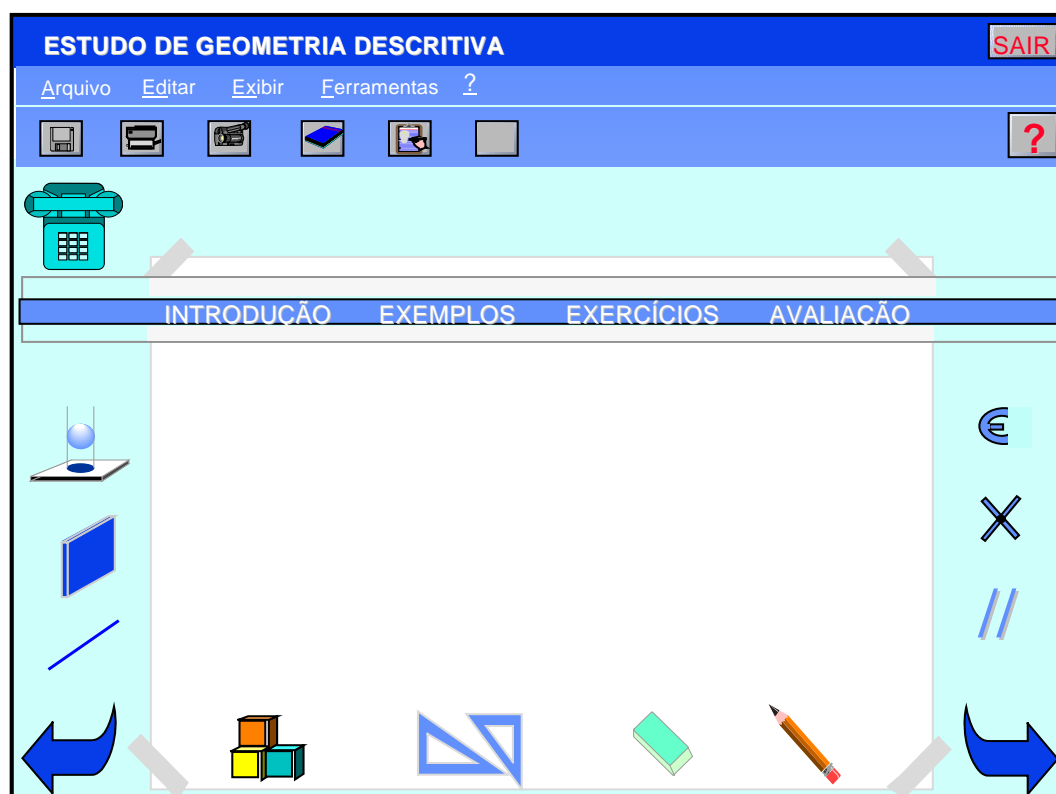 ESTUDO DE GEOMETRIA DESCRITIVA SAIR
Arquivo Editar Exibir Ferramentas ?
?
INTRODUÇÃO EXEMPLOS EXERCÍCIOS AVALIAÇÃO